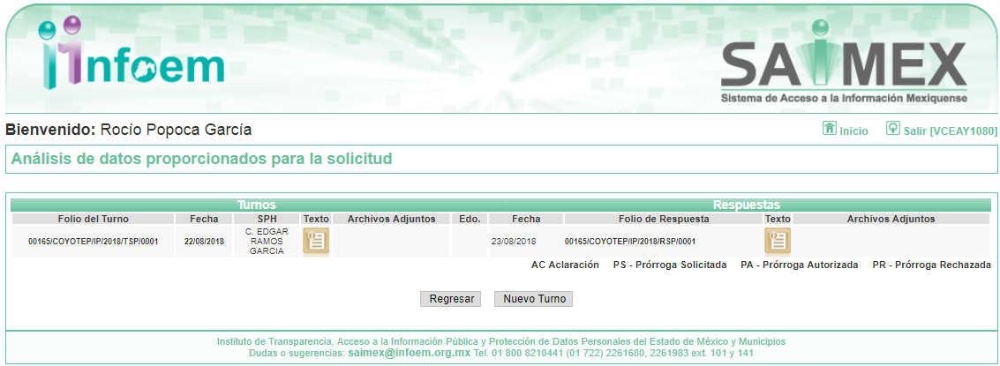 infoem
SAIMEX
Sistema de Acceso a la Información Mexiquense
Bienvenido: Rocío Popoca García
Inicio Salir [VCEAY1080]
Análisis de datos proporcionados para la solicitud
Turnos Respuestas
Folio del Turno Fecha SPH Texto Archivos Adjuntos Edo. Fecha Folio de Respuesta Texto Archivos Adjuntos
00165/COYOTEP/IP/2018/TSP/0001 22/08/2018 C. EDGAR RAMOS GARCIA 23/08/2018 00165/COYOTEP/IP/2018/RSP/0001
AC Aclaración PS - Prórroga Solicitada PA - Prórroga Autorizada PR - Prórroga Rechazada
Regresar Nuevo Turno
Instituto de Transparencia, Acceso a la Información Pública y Protección de Datos Personales del Estado de México y Municipios
Dudas o sugerencias: saimex@infoem.org.mx Tel. 01 800 8210441 (01 722) 2261680, 2261983 ext. 101 y 141